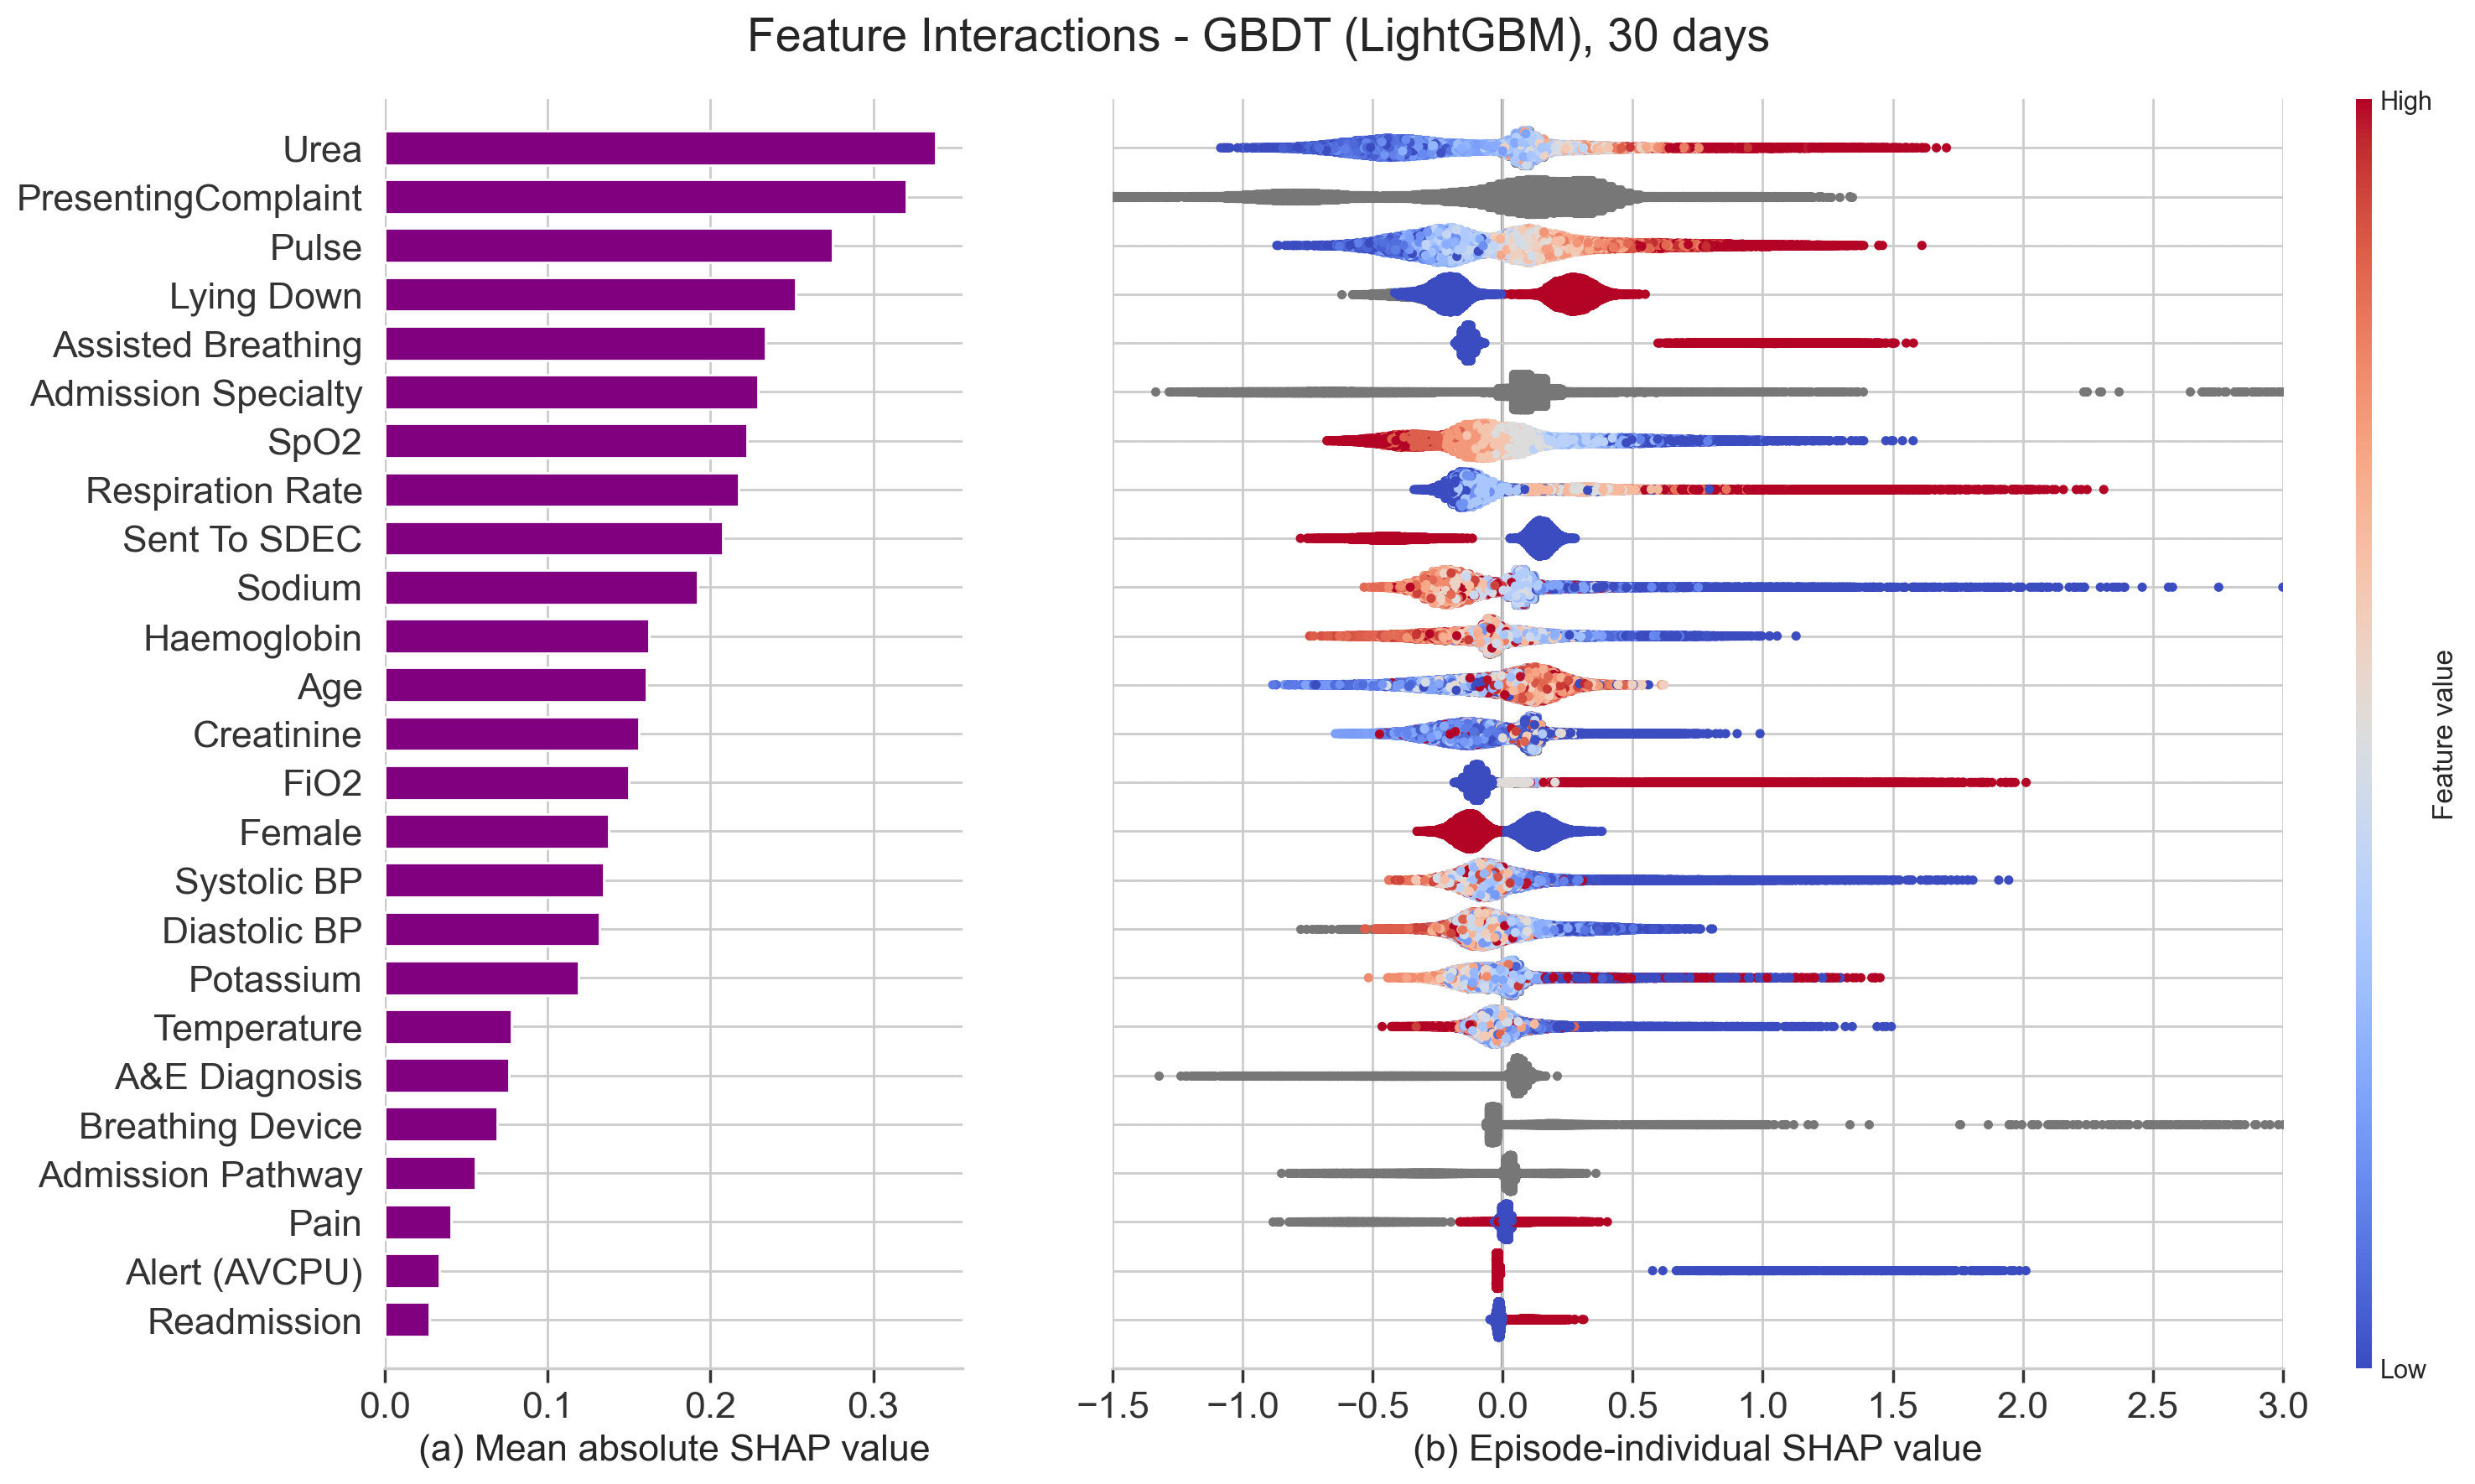 Feature Interactions - GBDT (LightGBM), 30 days
Urea
PresentingComplaint
Pulse
Lying Down
Assisted Breathing
Admission Specialty
SpO2
Respiration Rate
Sent To SDEC
Sodium
Haemoglobin
Age
Creatinine
FiO2
Female
Systolic BP
Diastolic BP
Potassium
Temperature
A&E Diagnosis
Breathing Device
Admission Pathway
Pain
Alert (AVCPU)
Readmission
0.0 0.1 0.2 0.3
(a) Mean absolute SHAP value
−1.5 −1.0 −0.5 0.0 0.5 1.0 1.5 2.0 2.5 3.0
(b) Episode-individual SHAP value
High
Feature value
Low